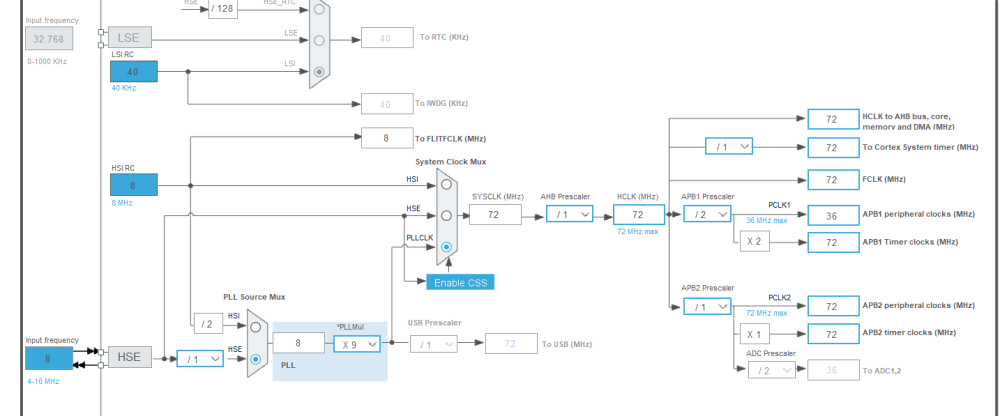 HSE
/ 128
HSE_RTC
Input frequency
32.768
0-1000 KHz
LSE
LSE
40
To RTC (KHz)
LSI RC
40
40 KHz
LSI
40
To IWDG (KHz)
8
To FLITFCLK (MHz)
HSI RC
8
8 MHz
System Clock Mux
HSI
HSE
PLLCLK
SYSCLK (MHz)
72
AHB Prescaler
/ 1
HCLK (MHz)
72
72 MHz max
Enable CSS
72
HCLK to AHB bus, core,
memory and DMA (MHz)
/ 1
72
To Cortex System timer (MHz)
72
FCLK (MHz)
APB1 Prescaler
/ 2
PCLK1
36 MHz max
36
APB1 peripheral clocks (MHz)
X 2
72
APB1 Timer clocks (MHz)
APB2 Prescaler
/ 1
PCLK2
72 MHz max
72
APB2 peripheral clocks (MHz)
X 1
72
APB2 timer clocks (MHz)
ADC Prescaler
/ 2
36
To ADC1,2
PLL Source Mux
/ 2
HSI
HSE
Input frequency
8
4-16 MHz
HSE
/ 1
8
*PLLMul
X 9
PLL
USB Prescaler
/ 1
72
To USB (MHz)